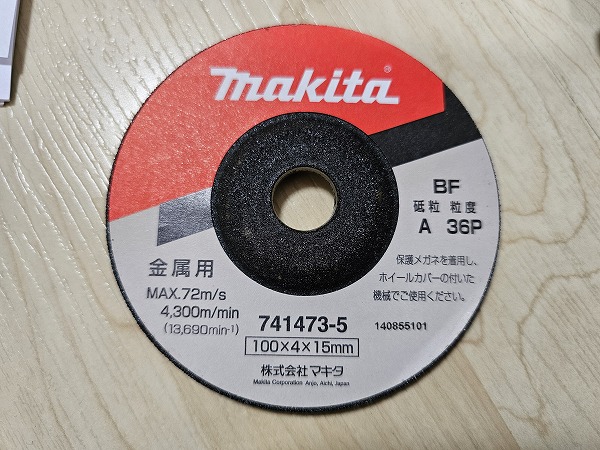 makita®
BF
砥粒 粒度
A 36P
金属用
MAX.72m/s
4,300m/min
(13,690min⁻¹)
保護メガネを着用し、
ホイールカバーの付いた
機械でご使用ください。
741473-5
140855101
100×4×15mm
株式会社マキタ
Makita Corporation Anjo, Aichi, Japan